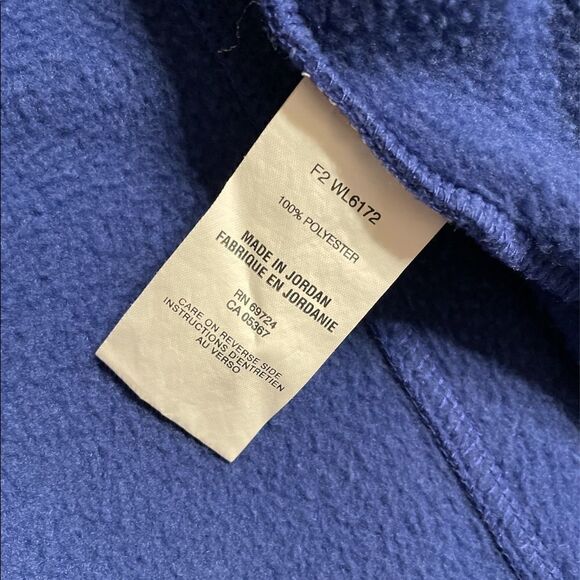 F2 WL6172
100% POLYESTER
MADE IN JORDAN
FABRIQUE EN JORDANIE
RN 69724
CA 05367
CARE ON REVERSE SIDE
INSTRUCTIONS D'ENTRETIEN
AU VERSO